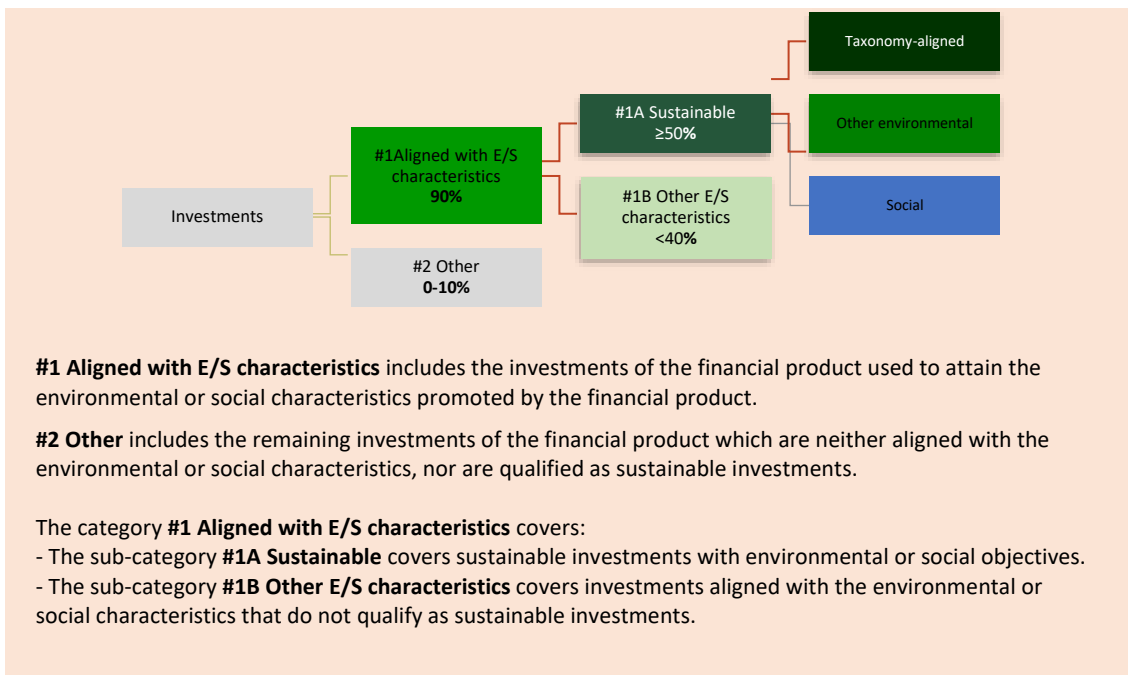 Taxonomy-aligned
#1A Sustainable
≥50%
Other environmental
#1Aligned with E/S
characteristics
90%
#1B Other E/S
characteristics
<40%
Social
Investments
#2 Other
0-10%
#1 Aligned with E/S characteristics includes the investments of the financial product used to attain the
environmental or social characteristics promoted by the financial product.
#2 Other includes the remaining investments of the financial product which are neither aligned with the
environmental or social characteristics, nor are qualified as sustainable investments.
The category #1 Aligned with E/S characteristics covers:
- The sub-category #1A Sustainable covers sustainable investments with environmental or social objectives.
- The sub-category #1B Other E/S characteristics covers investments aligned with the environmental or
social characteristics that do not qualify as sustainable investments.